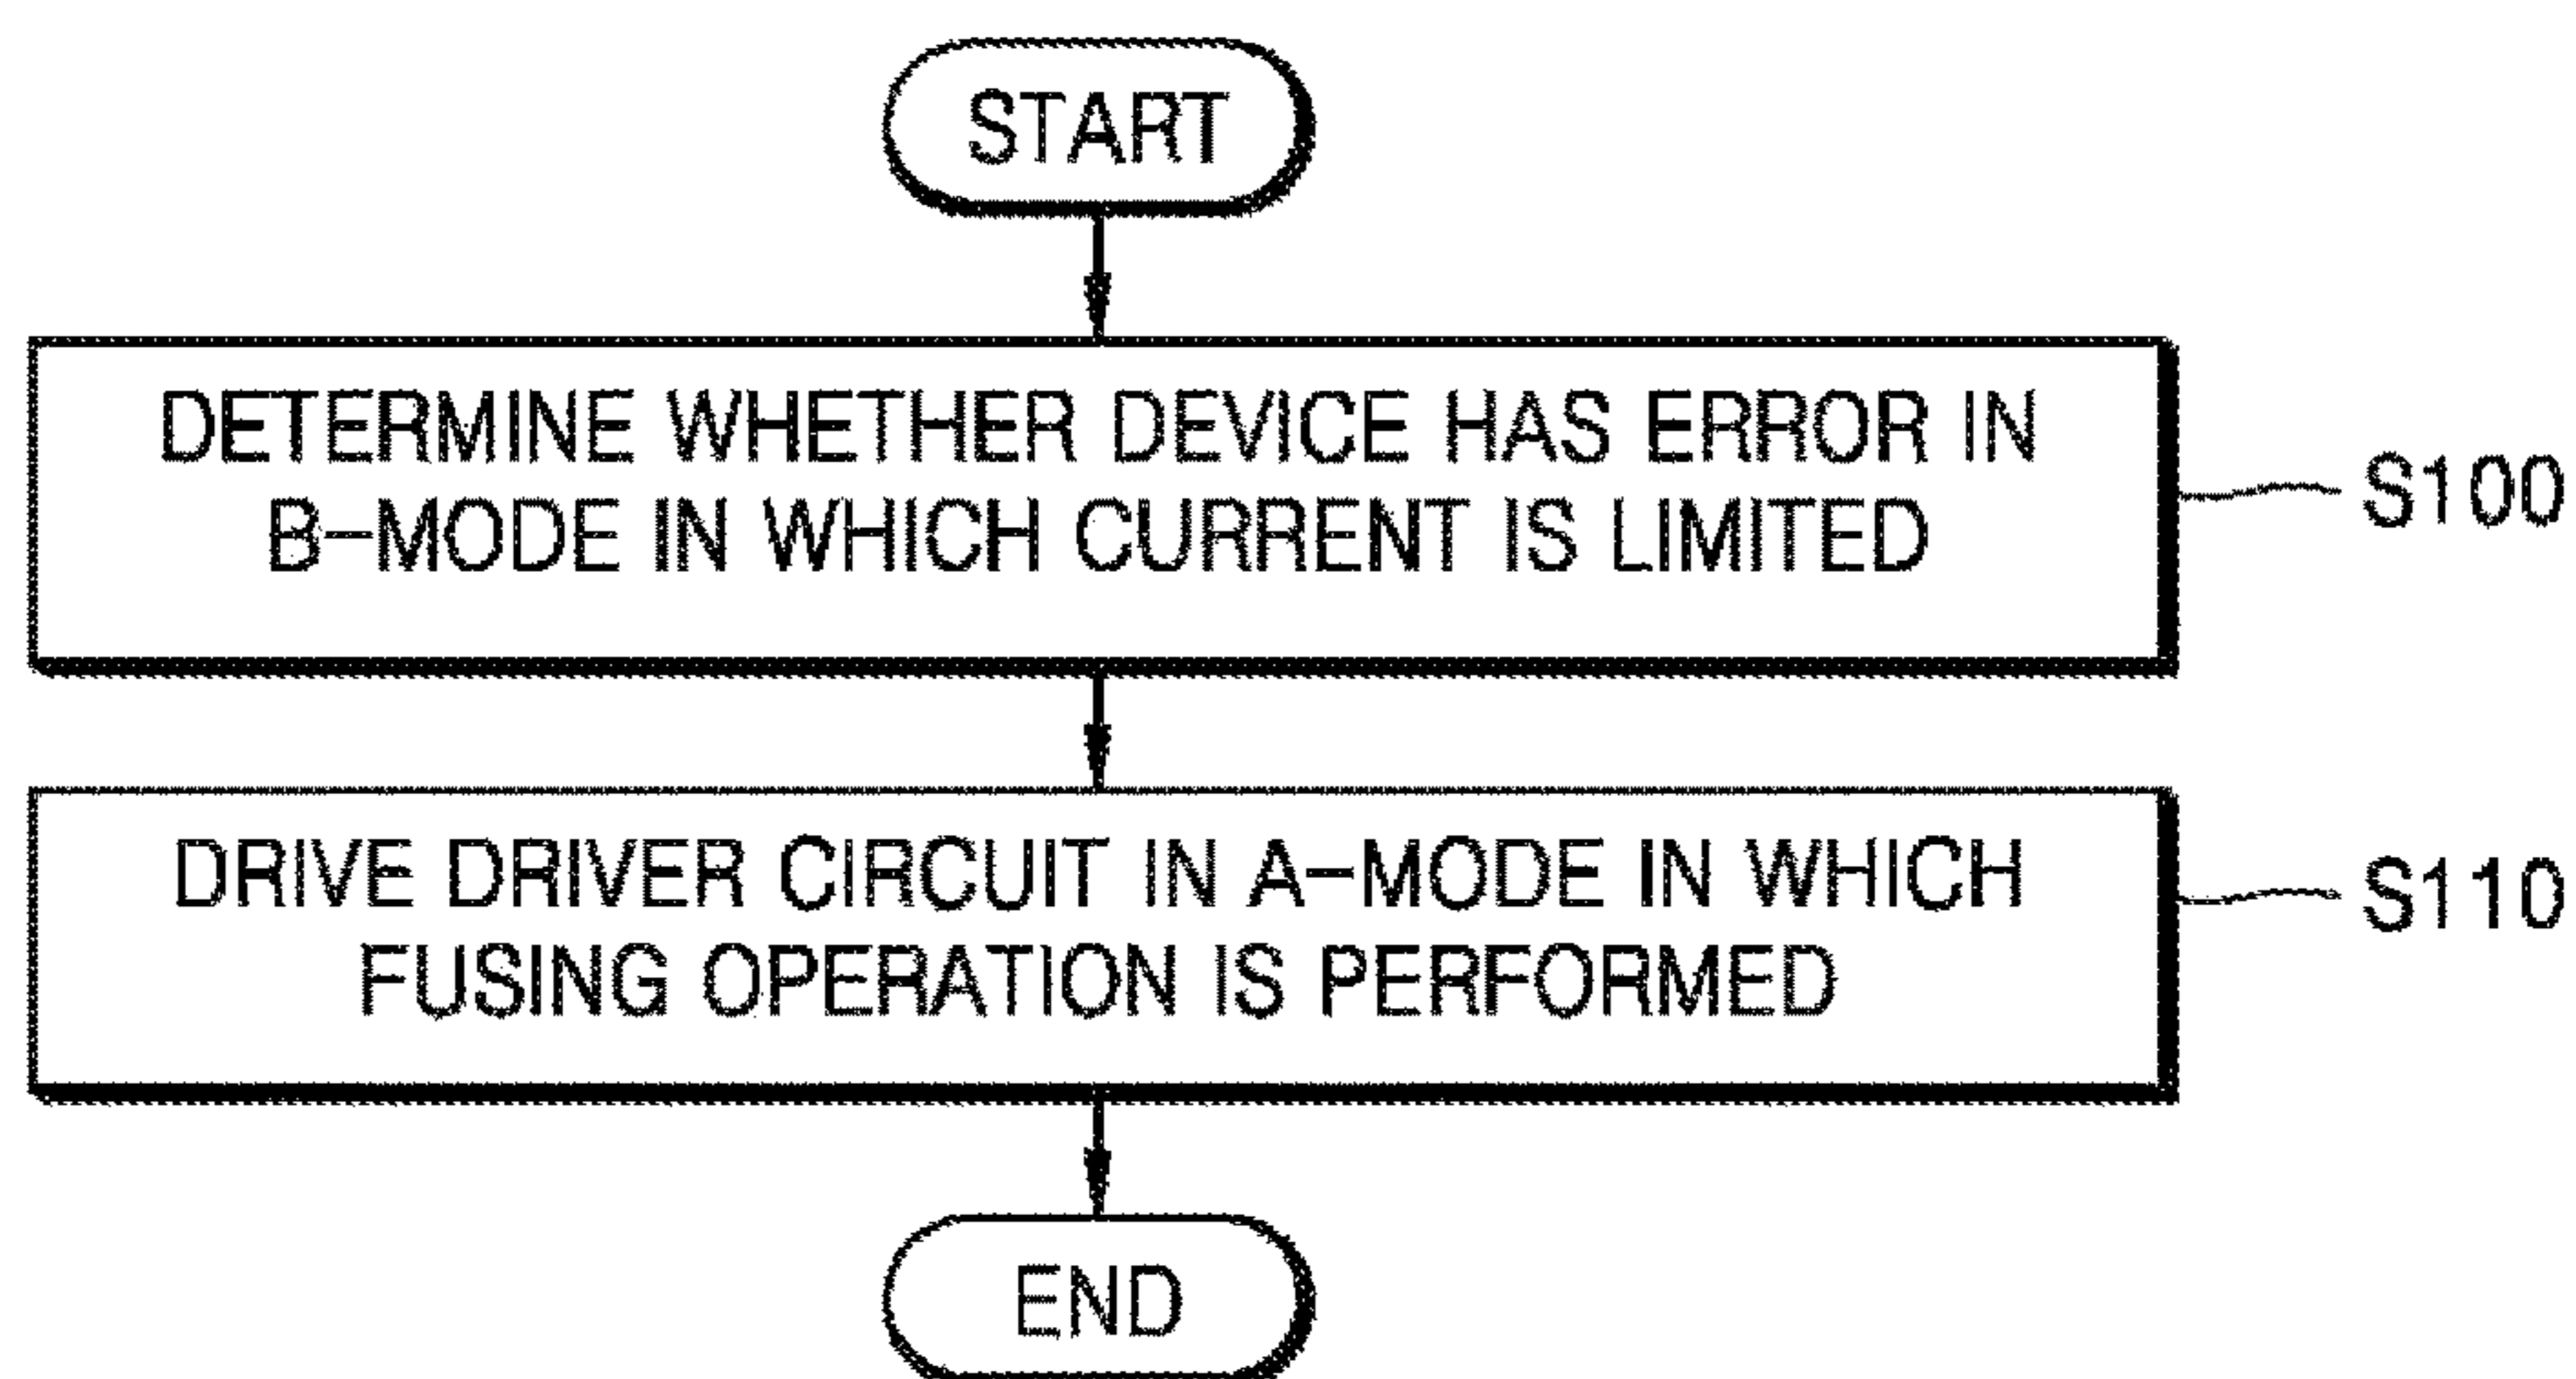 START
DETERMINE WHETHER DEVICE HAS ERROR IN
B-MODE IN WHICH CURRENT IS LIMITED
S100
DRIVE DRIVER CIRCUIT IN A-MODE IN WHICH
FUSING OPERATION IS PERFORMED
S110
END